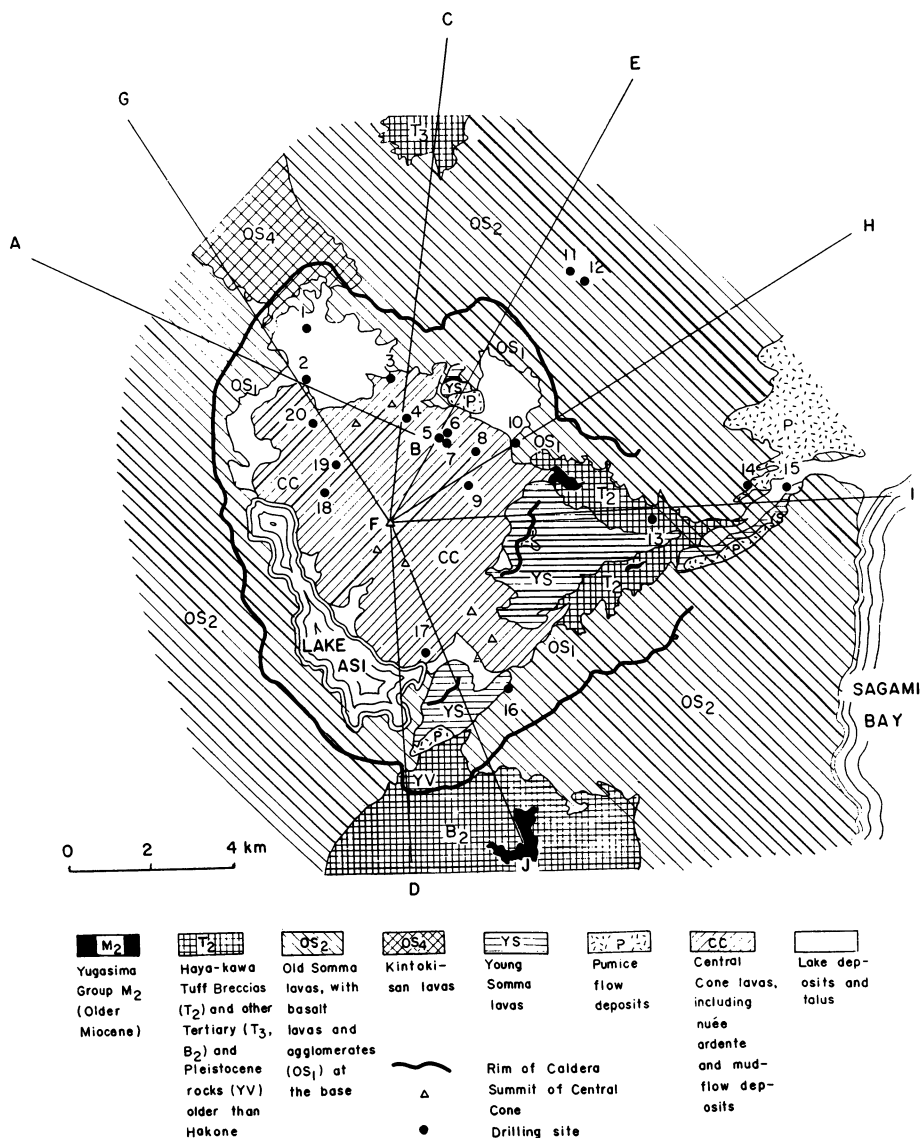 C
E
G
T3
H
A
OS4
OS2
11
12
1
OS1
2
3
YS
P
OS1
P
4
20
5
6
B
7
8
10
OS1
T2
14
15
19
9
18
CC
F
13
I
CC
YS
T2
P
OS2
LAKE
ASI
17
OS1
16
SAGAMI
BAY
YS
OS2
P
YV
B2
J
0 2 4 km
D
M2 T2 OS2 OS4 YS P CC
Yugasima
Group M2
(Older
Miocene)
Haya-kawa
Tuff Breccias
(T2) and other
Tertiary (T3,
B2) and
Pleistocene
rocks (YV)
older than
Hakone
Old Somma
lavas, with
basalt
lavas and
agglomerates
(OS1) at
the base
Kintoki-
san lavas
Young
Somma
lavas
Pumice
flow
deposits
Central
Cone lavas,
including
nuée
ardente
and mud-
flow dep-
osits
Lake dep-
osits and
talus
Rim of Caldera
Summit of Central
Cone
Drilling site